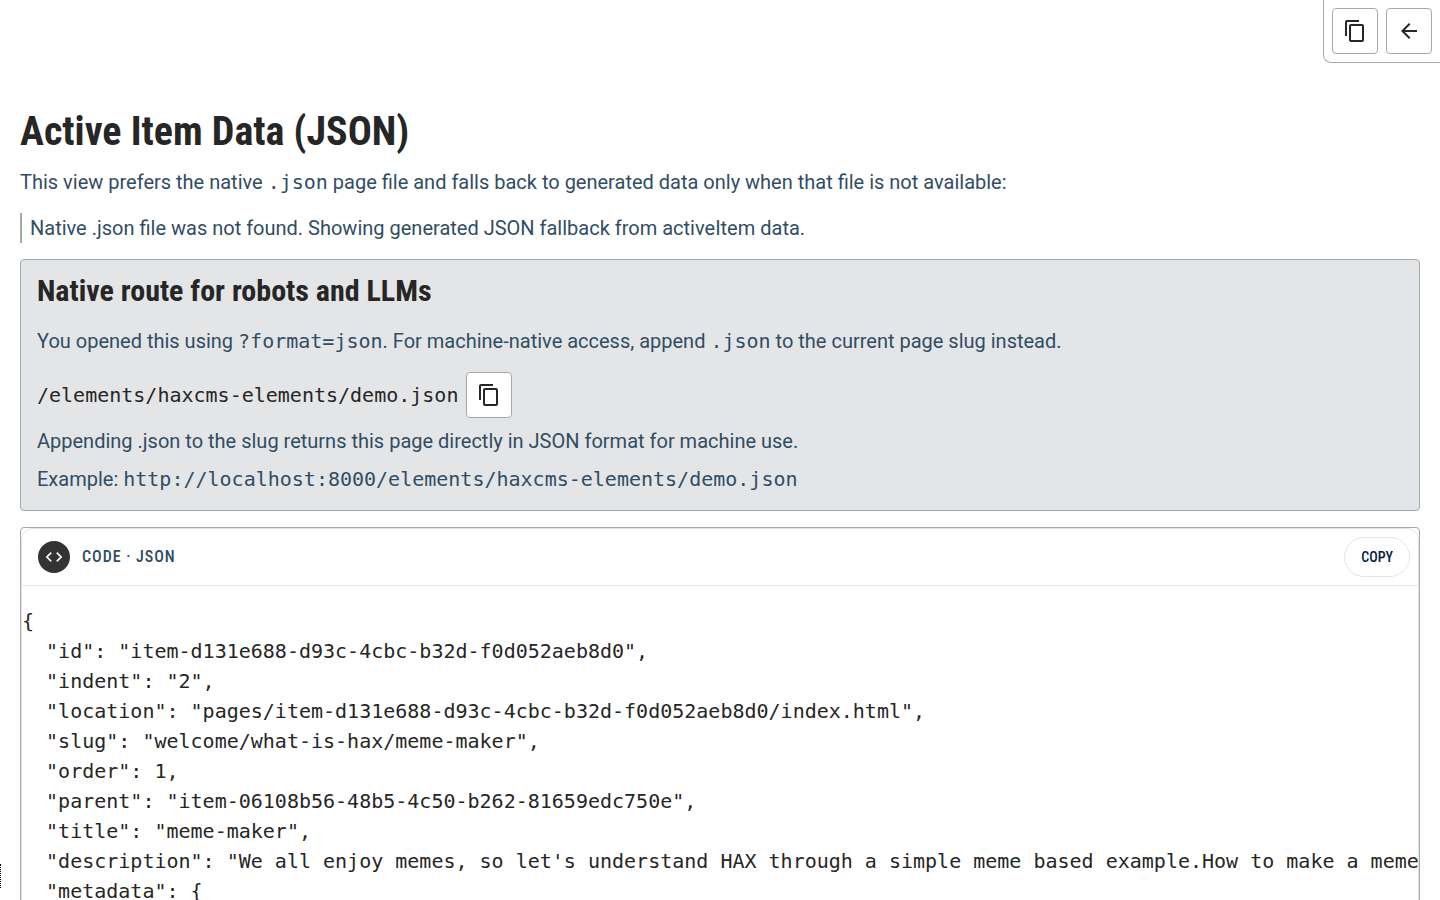 Active Item Data (JSON)
This view prefers the native .json page file and falls back to generated data only when that file is not available:
Native .json file was not found. Showing generated JSON fallback from activeItem data.
Native route for robots and LLMs
You opened this using ?format=json. For machine-native access, append .json to the current page slug instead.
/elements/haxcms-elements/demo.json
Appending .json to the slug returns this page directly in JSON format for machine use.
Example: http://localhost:8000/elements/haxcms-elements/demo.json
CODE · JSON
COPY
{
  "id": "item-d131e688-d93c-4cbc-b32d-f0d052aeb8d0",
  "indent": "2",
  "location": "pages/item-d131e688-d93c-4cbc-b32d-f0d052aeb8d0/index.html",
  "slug": "welcome/what-is-hax/meme-maker",
  "order": 1,
  "parent": "item-06108b56-48b5-4c50-b262-81659edc750e",
  "title": "meme-maker",
  "description": "We all enjoy memes, so let's understand HAX through a simple meme based example.How to make a meme
  "metadata": {